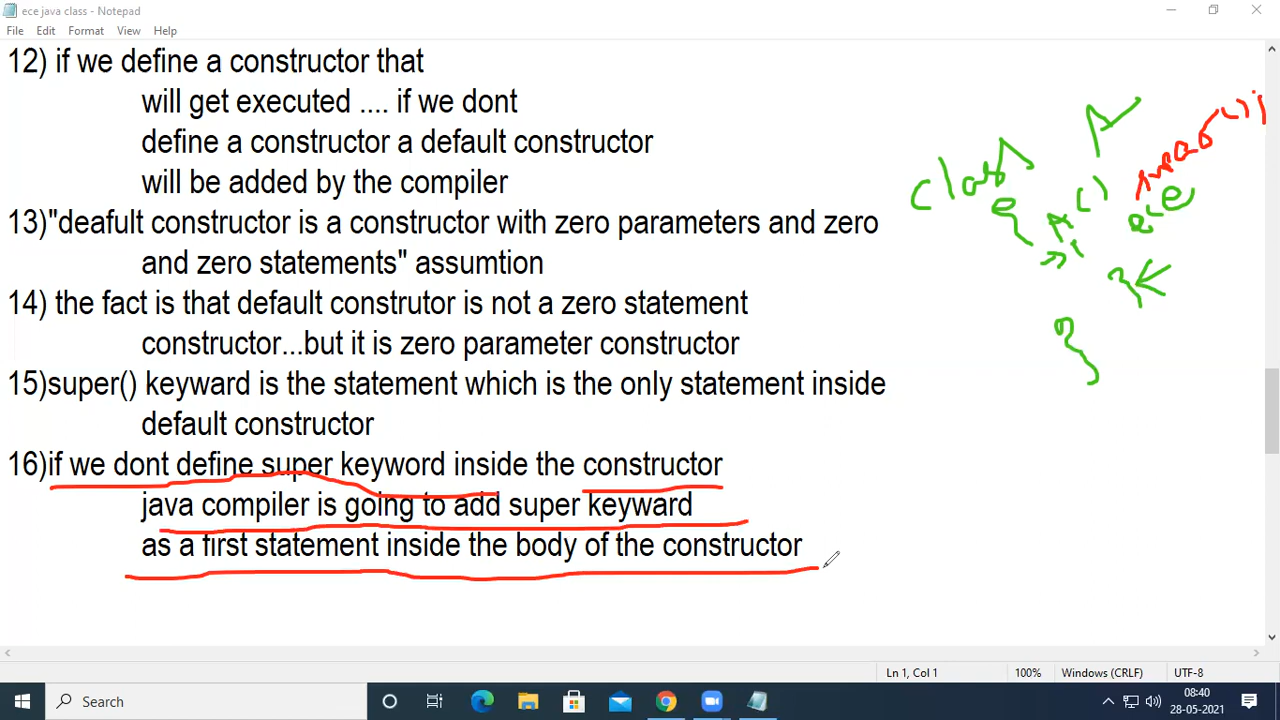 ece java class - Notepad
File Edit Format View Help
12) if we define a constructor that
will get executed .... if we dont
define a constructor a default constructor
will be added by the compiler
13)"deafult constructor is a constructor with zero parameters and zero
and zero statements" assumtion
14) the fact is that default construtor is not a zero statement
constructor...but it is zero parameter constructor
15)super() keyward is the statement which is the only statement inside
default constructor
16)if we dont define super keyword inside the constructor
java compiler is going to add super keyward
as a first statement inside the body of the constructor
class A
{ A()
super();
}
Ln 1, Col 1 100% Windows (CRLF) UTF-8
Search
08:40
28-05-2021